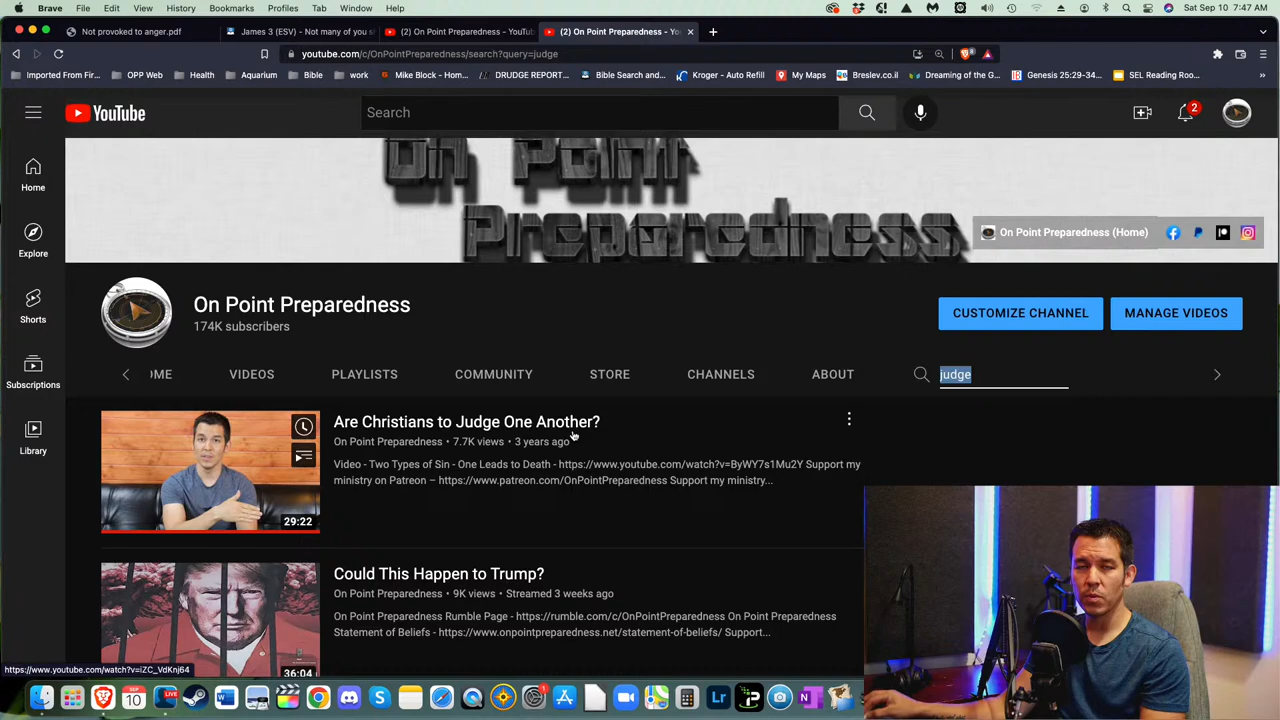 Brave File Edit View History Bookmarks Profiles Tab Window Help Sat Sep 10 7:47 AM
Not provoked to anger.pdf James 3 (ESV) - Not many of you s (2) On Point Preparedness - YouTub (2) On Point Preparedness - You
youtube.com/c/OnPointPreparedness/search?query=judge
Imported From Fir... OPP Web Health Aquarium Bible work Mike Block - Hom... DRUDGE REPORT... Bible Search and... Kroger - Auto Refill My Maps Breslev.co.il Dreaming of the G... Genesis 25:29-34... SEL Reading Roo...
YouTube Search 2
On Point
Preparedness
On Point Preparedness (Home)
Home
Explore
Shorts
Subscriptions
Library
On Point Preparedness
174K subscribers
CUSTOMIZE CHANNEL MANAGE VIDEOS
OME VIDEOS PLAYLISTS COMMUNITY STORE CHANNELS ABOUT judge
Are Christians to Judge One Another?
On Point Preparedness • 7.7K views • 3 years ago
Video - Two Types of Sin - One Leads to Death - https://www.youtube.com/watch?v=ByWY7s1Mu2Y Support my
ministry on Patreon – https://www.patreon.com/OnPointPreparedness Support my ministry...
29:22
Could This Happen to Trump?
On Point Preparedness • 9K views • Streamed 3 weeks ago
On Point Preparedness Rumble Page - https://rumble.com/c/OnPointPreparedness On Point Preparedness
Statement of Beliefs - https://www.onpointpreparedness.net/statement-of-beliefs/ Support...
36:04
https://www.youtube.com/watch?v=iZC_VdKnj64
SEP
10
LIVE
Lr